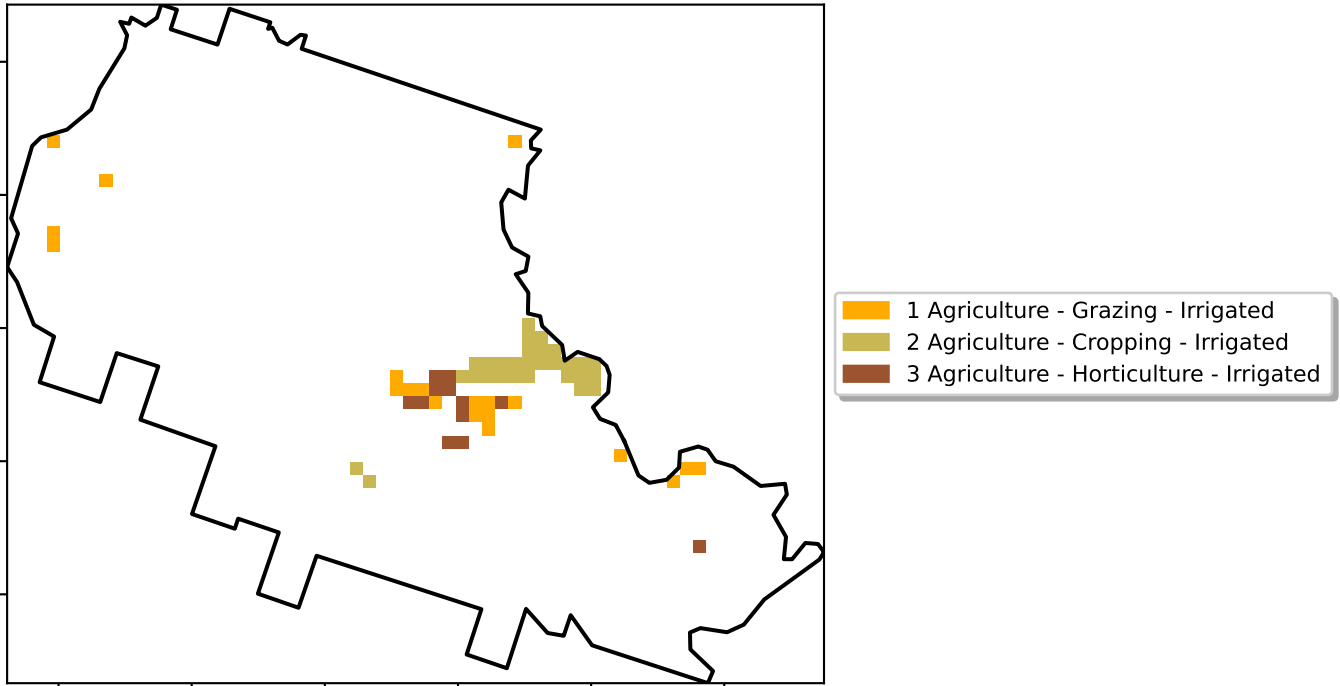 1 Agriculture - Grazing - Irrigated
2 Agriculture - Cropping - Irrigated
3 Agriculture - Horticulture - Irrigated